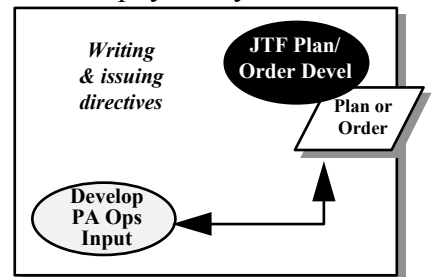 Writing
& issuing
directives
JTF Plan/
Order Devel
Plan or
Order
Develop
PA Ops
Input